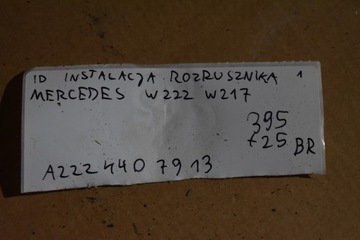 ID INSTALACJA ROZRUSZNIKA 1
MERCEDES W222 W217
395
+25 BR
A222 440 79 13